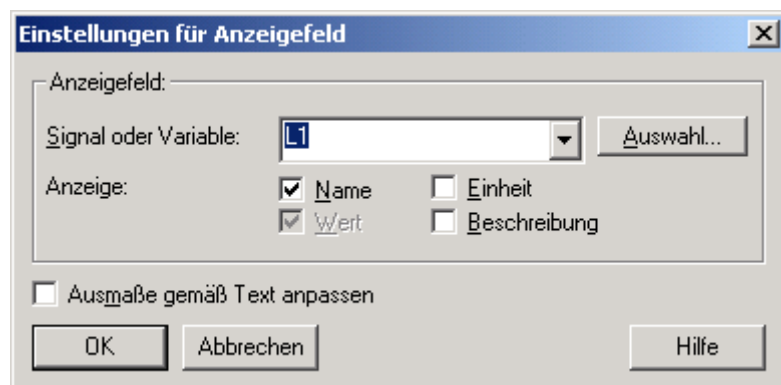 Einstellungen für Anzeigefeld
Anzeigefeld:
Signal oder Variable: L1 Auswahl...
Anzeige: Name Einheit
Wert Beschreibung
Ausmaße gemäß Text anpassen
OK Abbrechen Hilfe